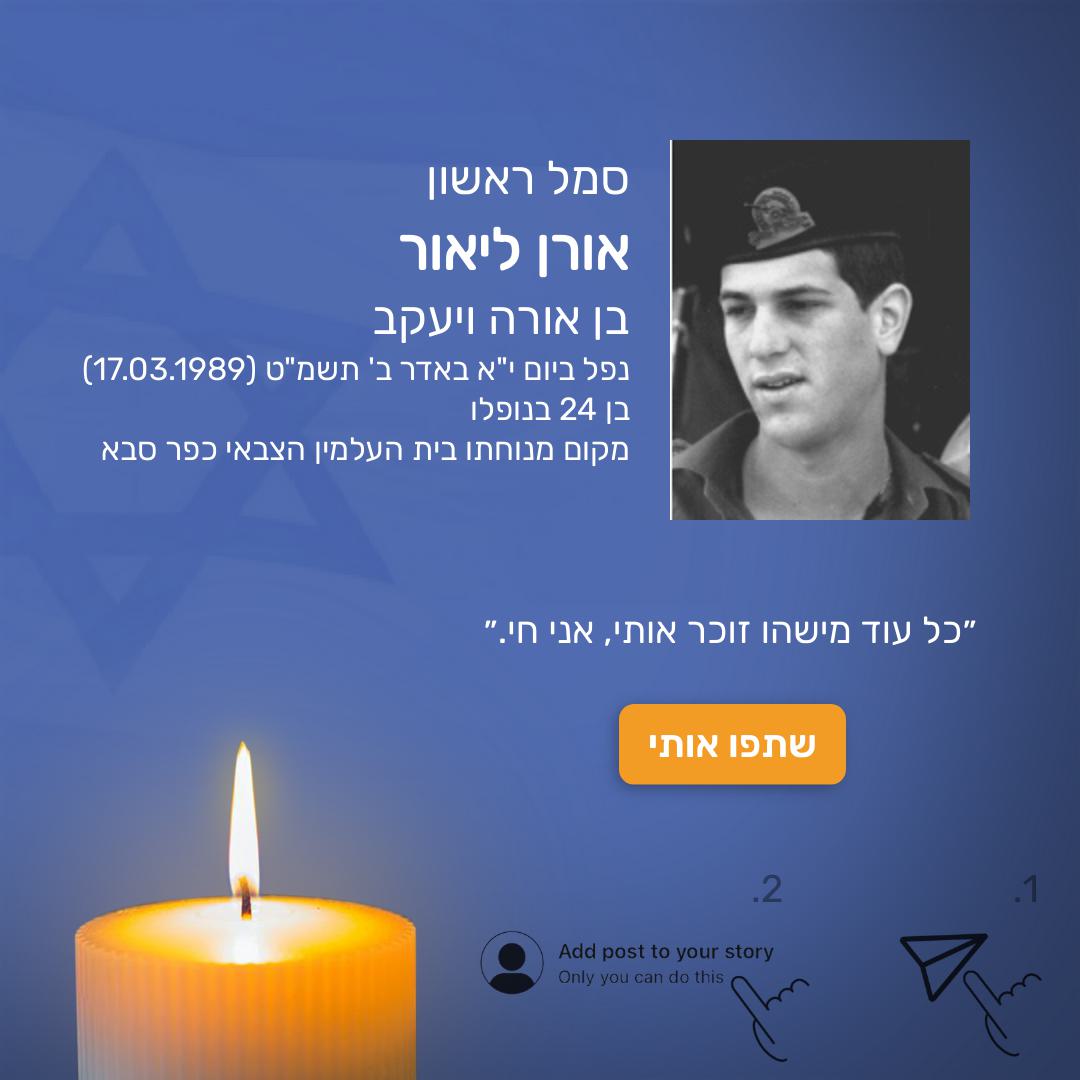 סמל ראשון
אורן ליאור
בן אורה ויעקב
נפל ביום י"א באדר ב' תשמ"ט (17.03.1989)
בן 24 בנופלו
מקום מנוחתו בית העלמין הצבאי כפר סבא
״כל עוד מישהו זוכר אותי, אני חי.״
שתפו אותי
.1
.2
Add post to your story
Only you can do this